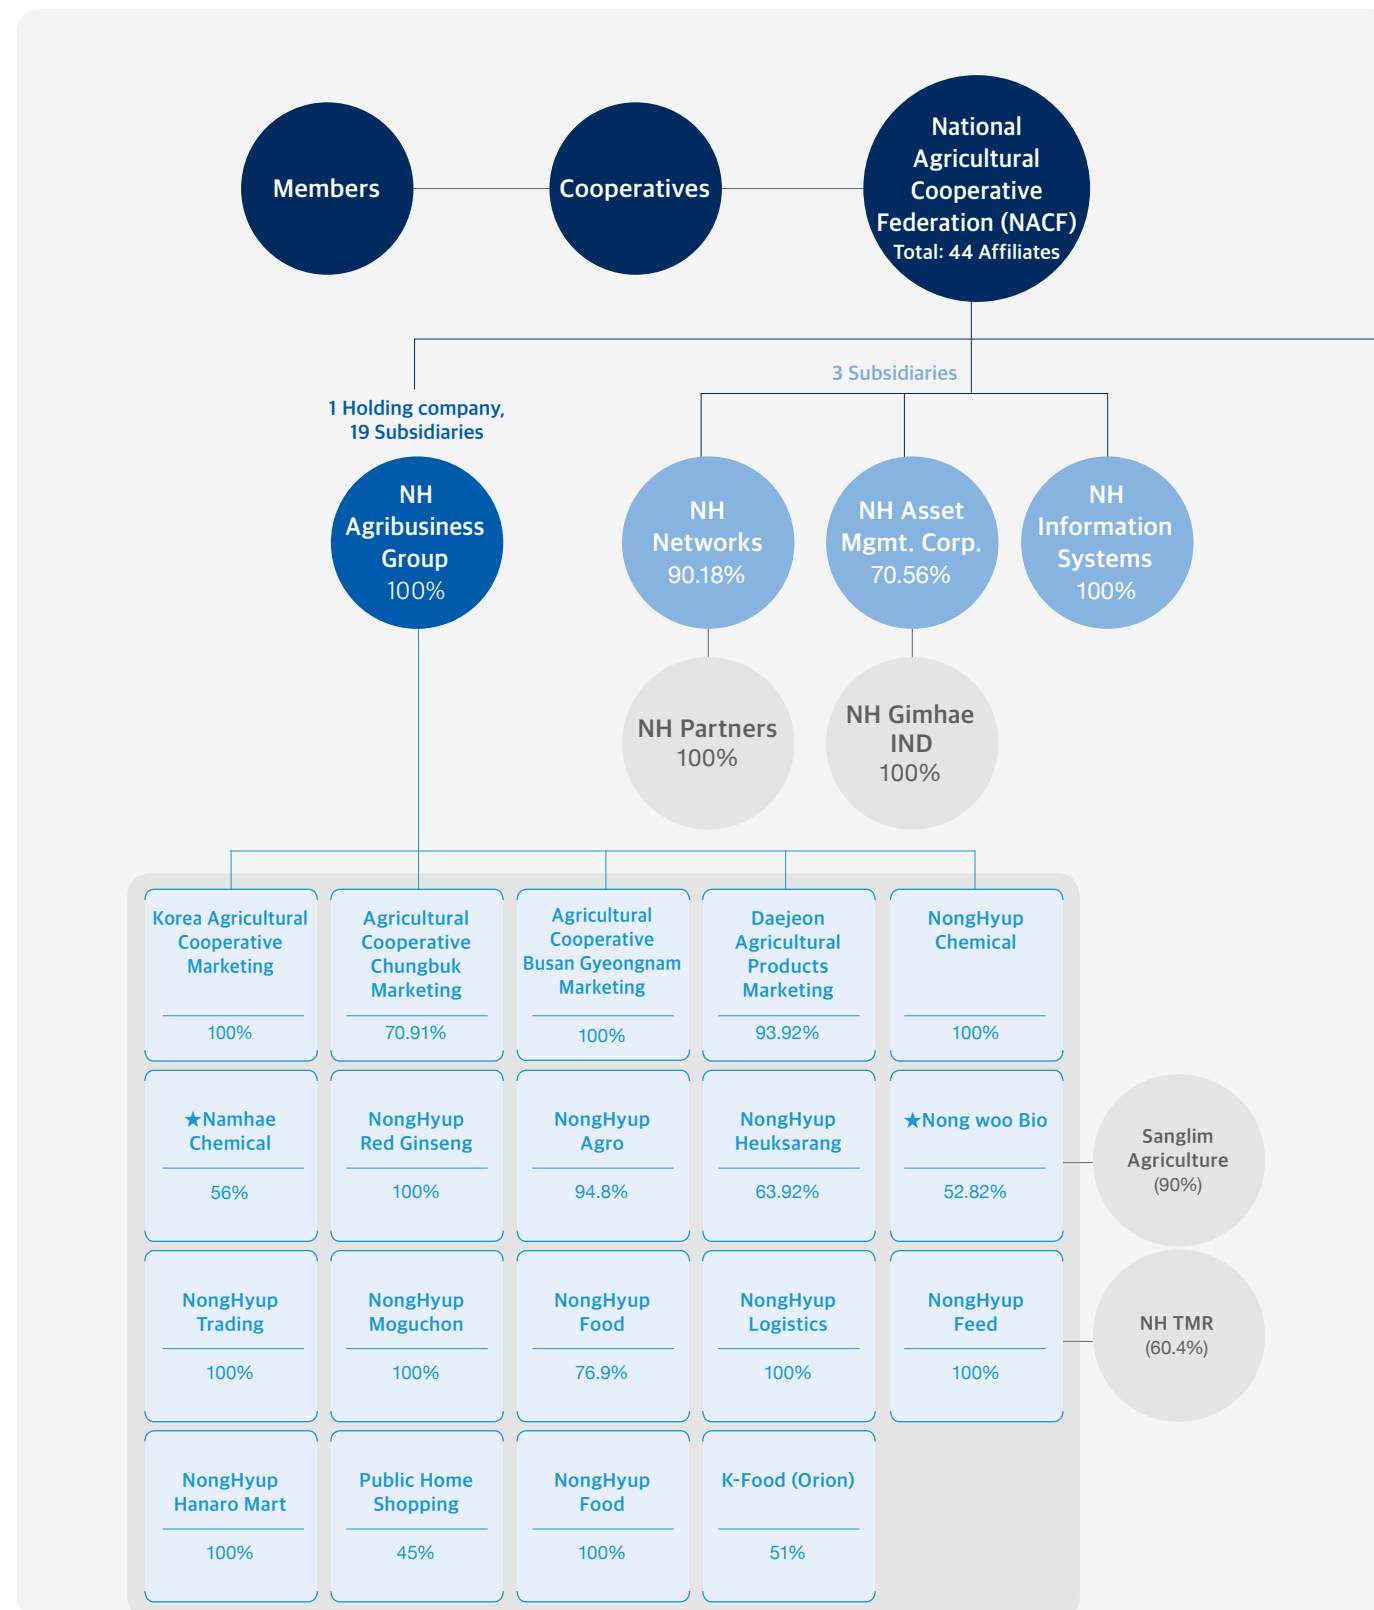 Members
Cooperatives
National
Agricultural
Cooperative
Federation (NACF)
Total: 44 Affiliates
3 Subsidiaries
1 Holding company,
19 Subsidiaries
NH
Agribusiness
Group
100%
NH
Networks
90.18%
NH Asset
Mgmt. Corp.
70.56%
NH
Information
Systems
100%
NH Partners
100%
NH Gimhae
IND
100%
Korea Agricultural
Cooperative
Marketing
100%
Agricultural
Cooperative
Chungbuk
Marketing
70.91%
Agricultural
Cooperative
Busan Gyeongnam
Marketing
100%
Daejeon
Agricultural
Products
Marketing
93.92%
NongHyup
Chemical
100%
★Namhae
Chemical
56%
NongHyup
Red Ginseng
100%
NongHyup
Agro
94.8%
NongHyup
Heuksarang
63.92%
★Nong woo Bio
52.82%
Sanglim
Agriculture
(90%)
NongHyup
Trading
100%
NongHyup
Moguchon
100%
NongHyup
Food
76.9%
NongHyup
Logistics
100%
NongHyup
Feed
100%
NH TMR
(60.4%)
NongHyup
Hanaro Mart
100%
Public Home
Shopping
45%
NongHyup
Food
100%
K-Food (Orion)
51%